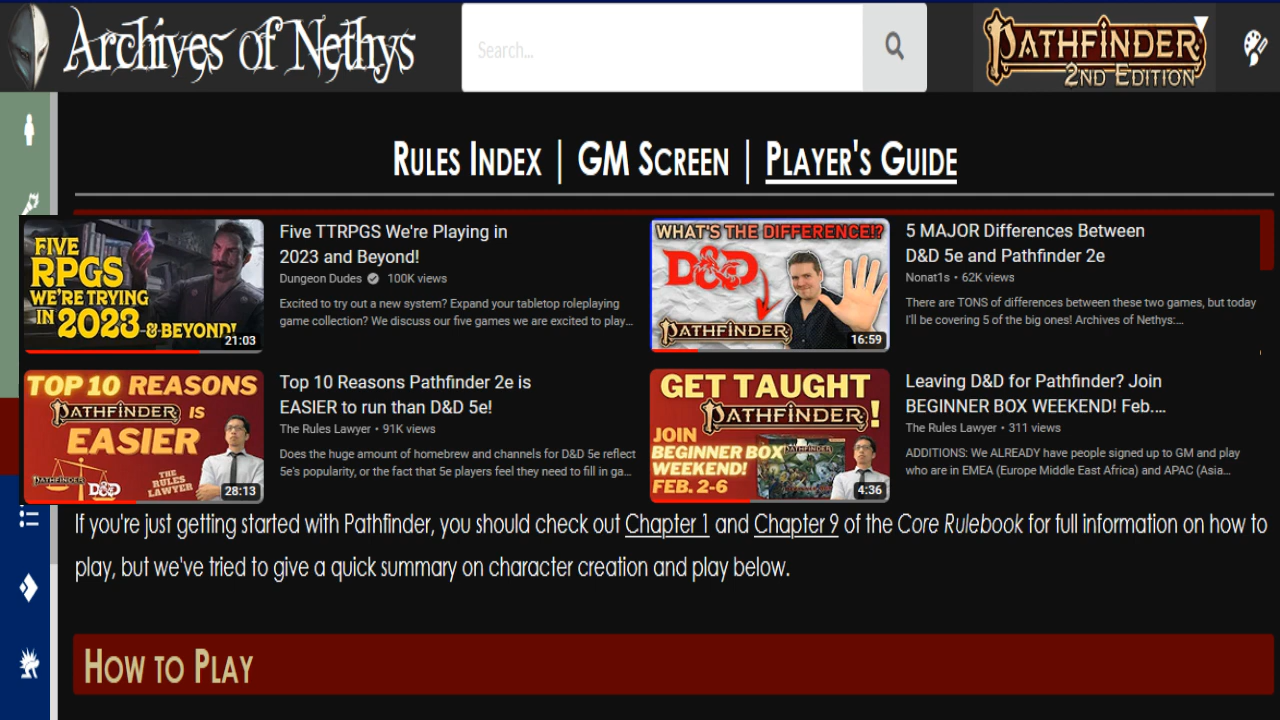 Archives of Nethys
Search...
PATHFINDER
2ND EDITION
RULES INDEX | GM SCREEN | PLAYER'S GUIDE
FIVE
RPGS
WE'RE TRYING
IN 2023 & BEYOND!
21:03
Five TTRPGS We're Playing in
2023 and Beyond!
Dungeon Dudes 100K views
Excited to try out a new system? Expand your tabletop roleplaying
game collection? We discuss our five games we are excited to play...
WHAT'S THE DIFFERENCE!?
D&D
PATHFINDER
16:59
5 MAJOR Differences Between
D&D 5e and Pathfinder 2e
Nonat1s • 62K views
There are TONS of differences between these two games, but today
I'll be covering 5 of the big ones! Archives of Nethys:...
TOP 10 REASONS
PATHFINDER IS
EASIER
PATHFINDER D&D
THE
RULES
LAWYER
28:13
Top 10 Reasons Pathfinder 2e is
EASIER to run than D&D 5e!
The Rules Lawyer • 91K views
Does the huge amount of homebrew and channels for D&D 5e reflect
5e's popularity, or the fact that 5e players feel they need to fill in ga...
GET TAUGHT
PATHFINDER!
JOIN
BEGINNER BOX
WEEKEND!
FEB. 2-6
PATHFINDER
4:36
Leaving D&D for Pathfinder? Join
BEGINNER BOX WEEKEND! Feb....
The Rules Lawyer • 311 views
ADDITIONS: We ALREADY have people signed up to GM and play
who are in EMEA (Europe Middle East Africa) and APAC (Asia...
If you're just getting started with Pathfinder, you should check out Chapter 1 and Chapter 9 of the Core Rulebook for full information on how to
play, but we've tried to give a quick summary on character creation and play below.
HOW TO PLAY